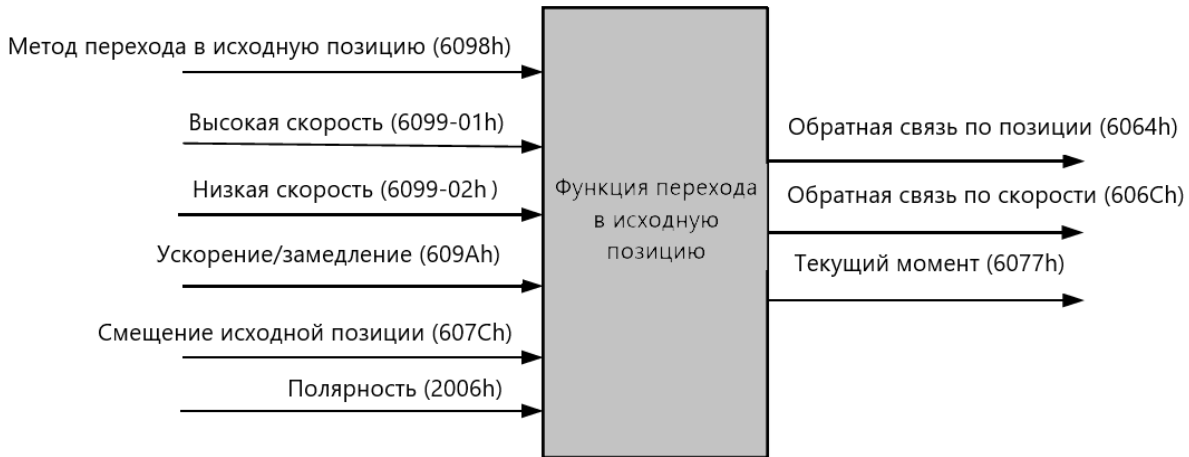 Метод перехода в исходную позицию (6098h)
Высокая скорость (6099-01h)
Низкая скорость (6099-02h )
Ускорение/замедление (609Ah)
Смещение исходной позиции (607Ch)
Полярность (2006h)
Функция перехода
в исходную
позицию
Обратная связь по позиции (6064h)
Обратная связь по скорости (606Ch)
Текущий момент (6077h)